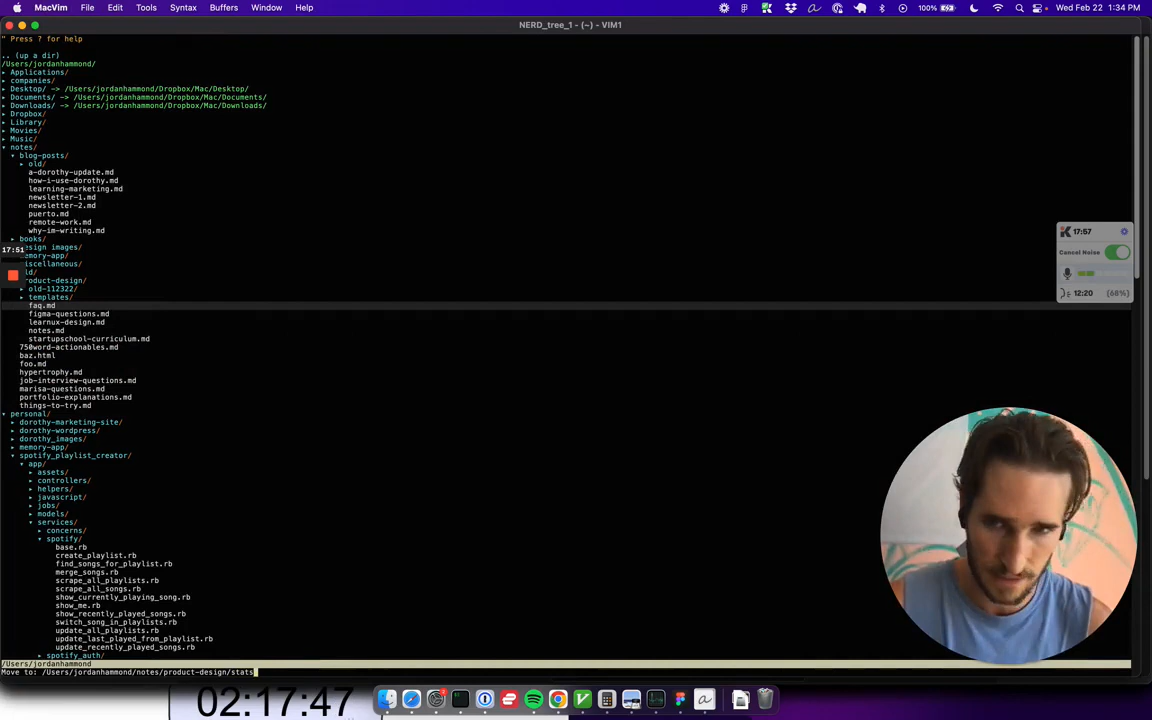 MacVim File Edit Tools Syntax Buffers Window Help 100% Wed Feb 22 1:34 PM
NERD_tree_1 - (~) - VIM1
" Press ? for help
.. (up a dir)
/Users/jordanhammond/
▸ Applications/
▸ companies/
▸ Desktop/ -> /Users/jordanhammond/Dropbox/Mac/Desktop/
▸ Documents/ -> /Users/jordanhammond/Dropbox/Mac/Documents/
▸ Downloads/ -> /Users/jordanhammond/Dropbox/Mac/Downloads/
▸ Dropbox/
▸ Library/
▸ Movies/
▸ Music/
▾ notes/
▾ blog-posts/
▸ old/
a-dorothy-update.md
how-i-use-dorothy.md
learning-marketing.md
newsletter-1.md
newsletter-2.md
puerto.md
remote-work.md
why-im-writing.md
▸ books/
17:51
esign images/
emory-app/
iscellaneous/
ld/
roduct-design/
▸ old-112322/
▸ templates/
faq.md
figma-questions.md
learnux-design.md
notes.md
startupschool-curriculum.md
750word-actionables.md
baz.html
foo.md
hypertrophy.md
job-interview-questions.md
marisa-questions.md
portfolio-explanations.md
things-to-try.md
▾ personal/
▸ dorothy-marketing-site/
▸ dorothy-wordpress/
▸ dorothy_images/
▸ memory-app/
▾ spotify_playlist_creator/
▾ app/
▸ assets/
▸ controllers/
▸ helpers/
▸ javascript/
▸ jobs/
▸ models/
▾ services/
▸ concerns/
▾ spotify/
base.rb
create_playlist.rb
find_songs_for_playlist.rb
merge_songs.rb
scrape_all_playlists.rb
scrape_all_songs.rb
show_currently_playing_song.rb
show_me.rb
show_recently_played_songs.rb
switch_song_in_playlists.rb
update_all_playlists.rb
update_last_played_from_playlist.rb
update_recently_played_songs.rb
▸ spotify_auth/
/Users/jordanhammond
Move to: /Users/jordanhammond/notes/product-design/stats
17:57
Cancel Noise
12:20 (68%)
02:17:47